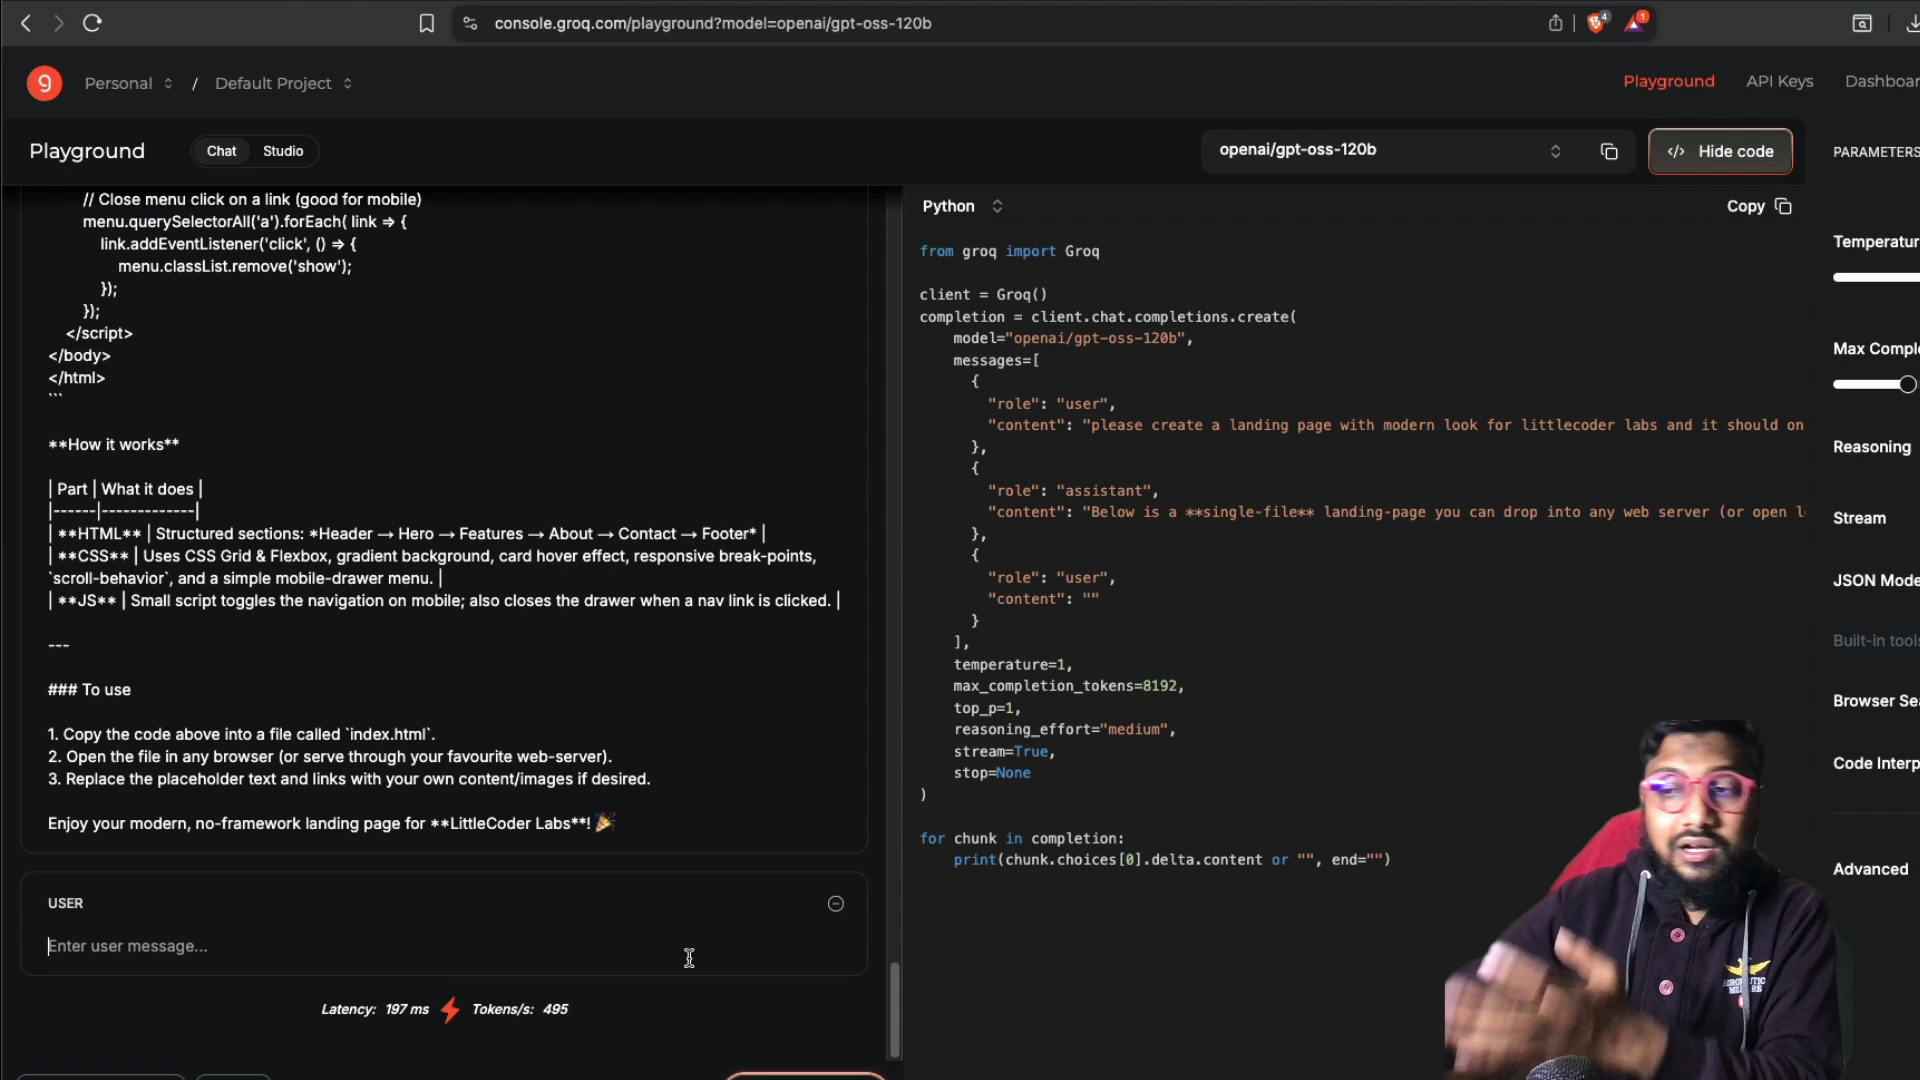 console.groq.com/playground?model=openai/gpt-oss-120b
4
1
g
Personal
/
Default Project
Playground
API Keys
Dashboar
Playground
Chat
Studio
openai/gpt-oss-120b
</> Hide code
PARAMETERS
// Close menu click on a link (good for mobile)
menu.querySelectorAll('a').forEach( link => {
link.addEventListener('click', () => {
menu.classList.remove('show');
});
});
</script>
</body>
</html>
```
**How it works**
| Part | What it does |
|------|-------------|
| **HTML** | Structured sections: *Header → Hero → Features → About → Contact → Footer* |
| **CSS** | Uses CSS Grid & Flexbox, gradient background, card hover effect, responsive break-points,
`scroll-behavior`, and a simple mobile-drawer menu. |
| **JS** | Small script toggles the navigation on mobile; also closes the drawer when a nav link is clicked. |
---
### To use
1. Copy the code above into a file called `index.html`.
2. Open the file in any browser (or serve through your favourite web-server).
3. Replace the placeholder text and links with your own content/images if desired.
Enjoy your modern, no-framework landing page for **LittleCoder Labs**! 🎉
USER
Enter user message...
Latency: 197 ms ⚡ Tokens/s: 495
Python
Copy
from groq import Groq
client = Groq()
completion = client.chat.completions.create(
model="openai/gpt-oss-120b",
messages=[
{
"role": "user",
"content": "please create a landing page with modern look for littlecoder labs and it should on
},
{
"role": "assistant",
"content": "Below is a **single-file** landing-page you can drop into any web server (or open l
},
{
"role": "user",
"content": ""
}
],
temperature=1,
max_completion_tokens=8192,
top_p=1,
reasoning_effort="medium",
stream=True,
stop=None
)
for chunk in completion:
print(chunk.choices[0].delta.content or "", end="")
Temperatur
Max Comple
Reasoning
Stream
JSON Mode
Built-in tools
Browser Sea
Code Interp
Advanced